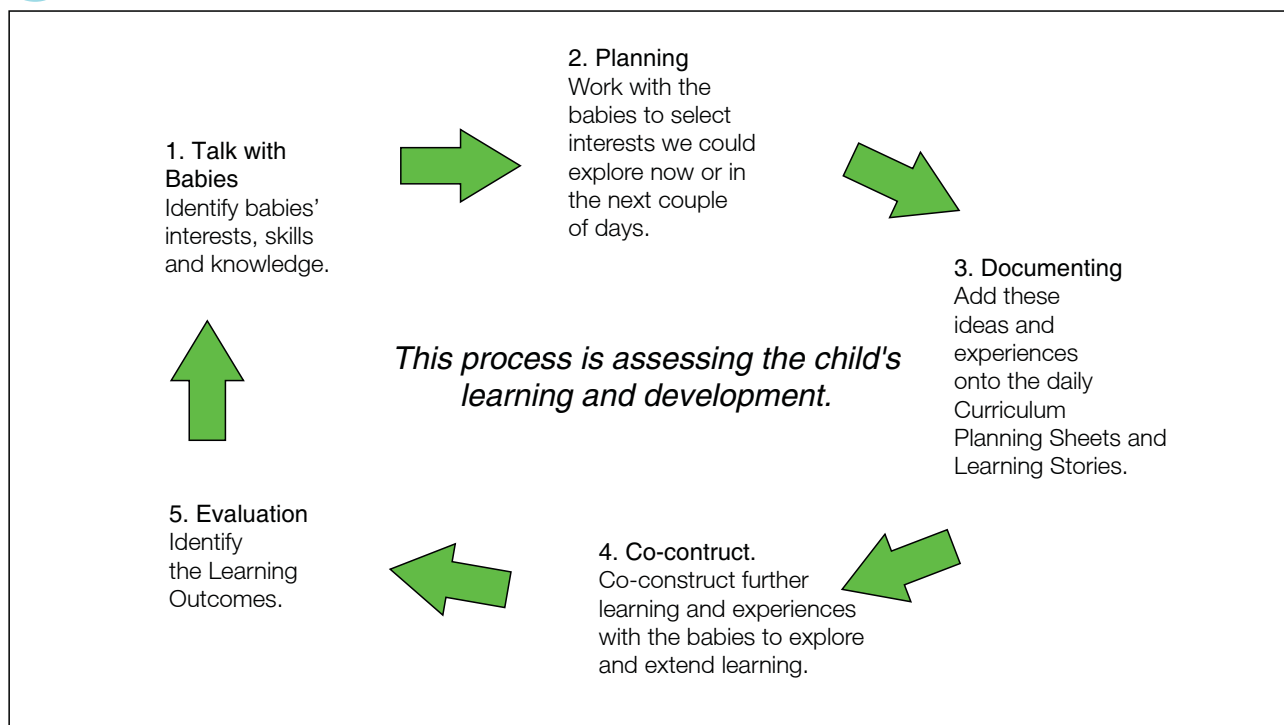 1. Talk with
Babies
Identify babies’
interests, skills
and knowledge.
2. Planning
Work with the
babies to select
interests we could
explore now or in
the next couple
of days.
3. Documenting
Add these
ideas and
experiences
onto the daily
Curriculum
Planning Sheets and
Learning Stories.
This process is assessing the child's
learning and development.
4. Co-contruct.
Co-construct further
learning and experiences
with the babies to explore
and extend learning.
5. Evaluation
Identify
the Learning
Outcomes.